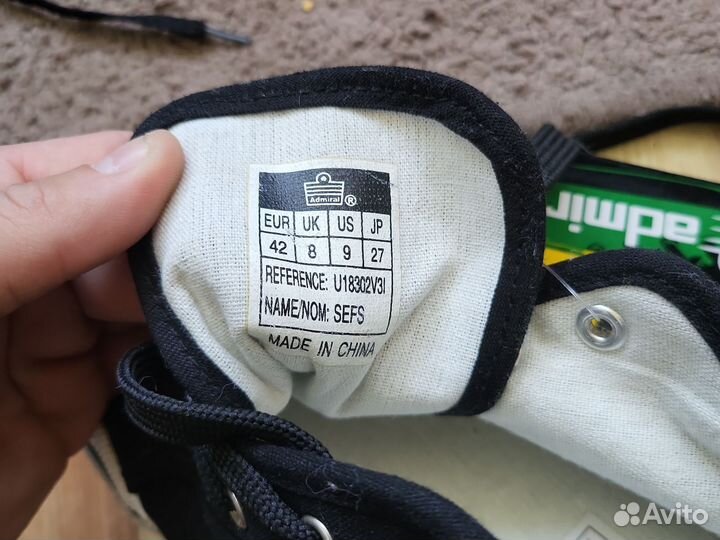 Admiral ®
EUR UK US JP
42 8 9 27
REFERENCE: U18302V3I
NAME/NOM: SEFS
MADE IN CHINA
admir
Avito